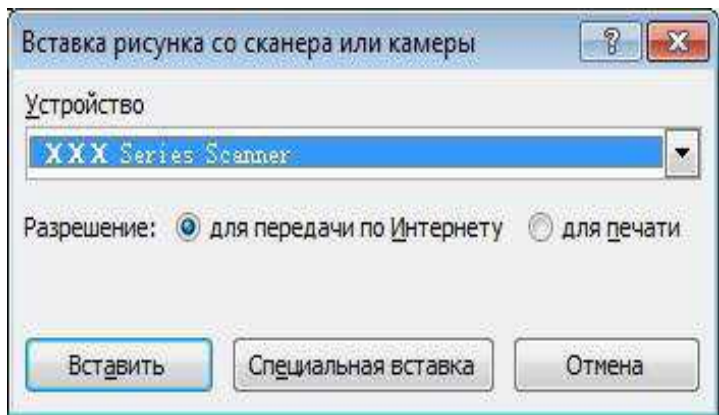 Вставка рисунка со сканера или камеры
Устройство
XXX Series Scanner
Разрешение: для передачи по Интернету для печати
Вставить Специальная вставка Отмена